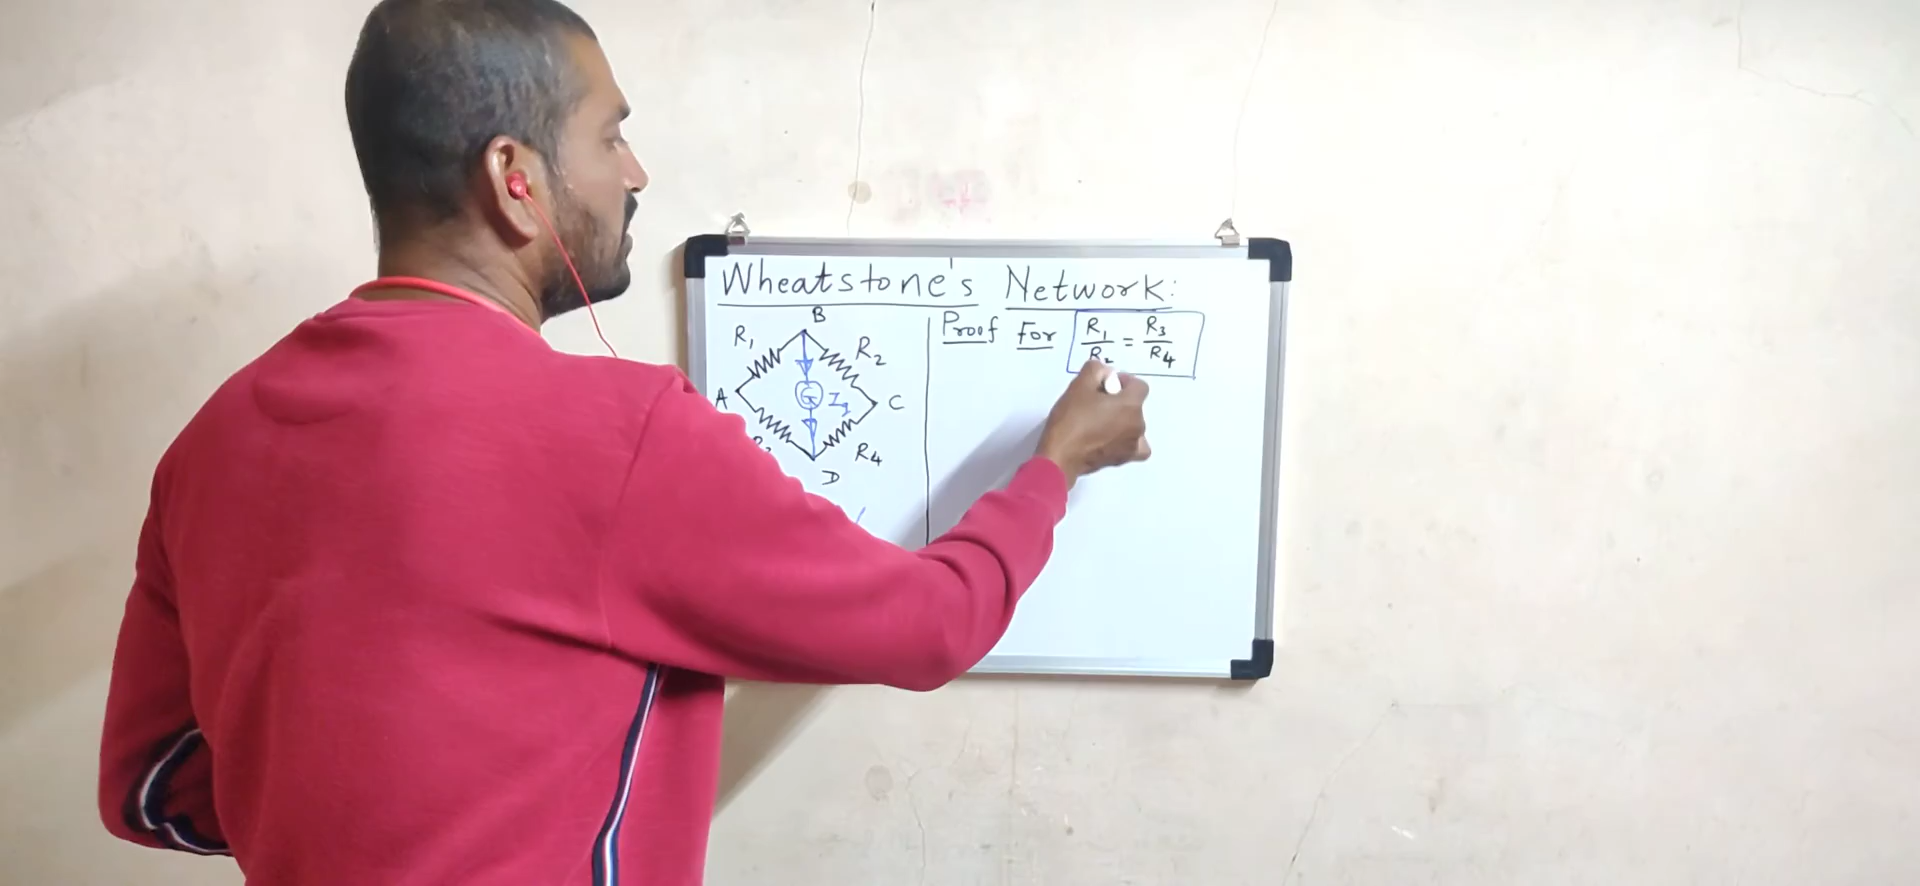 Wheatstone's Network:
B
R1
R2
A
G
Ig
C
R4
D
Proof For R1/R2 = R3/R4